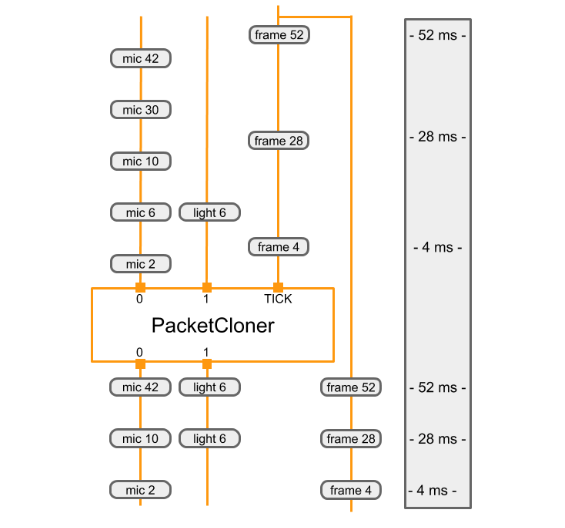 frame 52
- 52 ms -
mic 42
mic 30
frame 28
- 28 ms -
mic 10
mic 6
light 6
frame 4
- 4 ms -
mic 2
0
1
TICK
PacketCloner
0
1
mic 42
light 6
frame 52
- 52 ms -
mic 10
light 6
frame 28
- 28 ms -
mic 2
frame 4
- 4 ms -